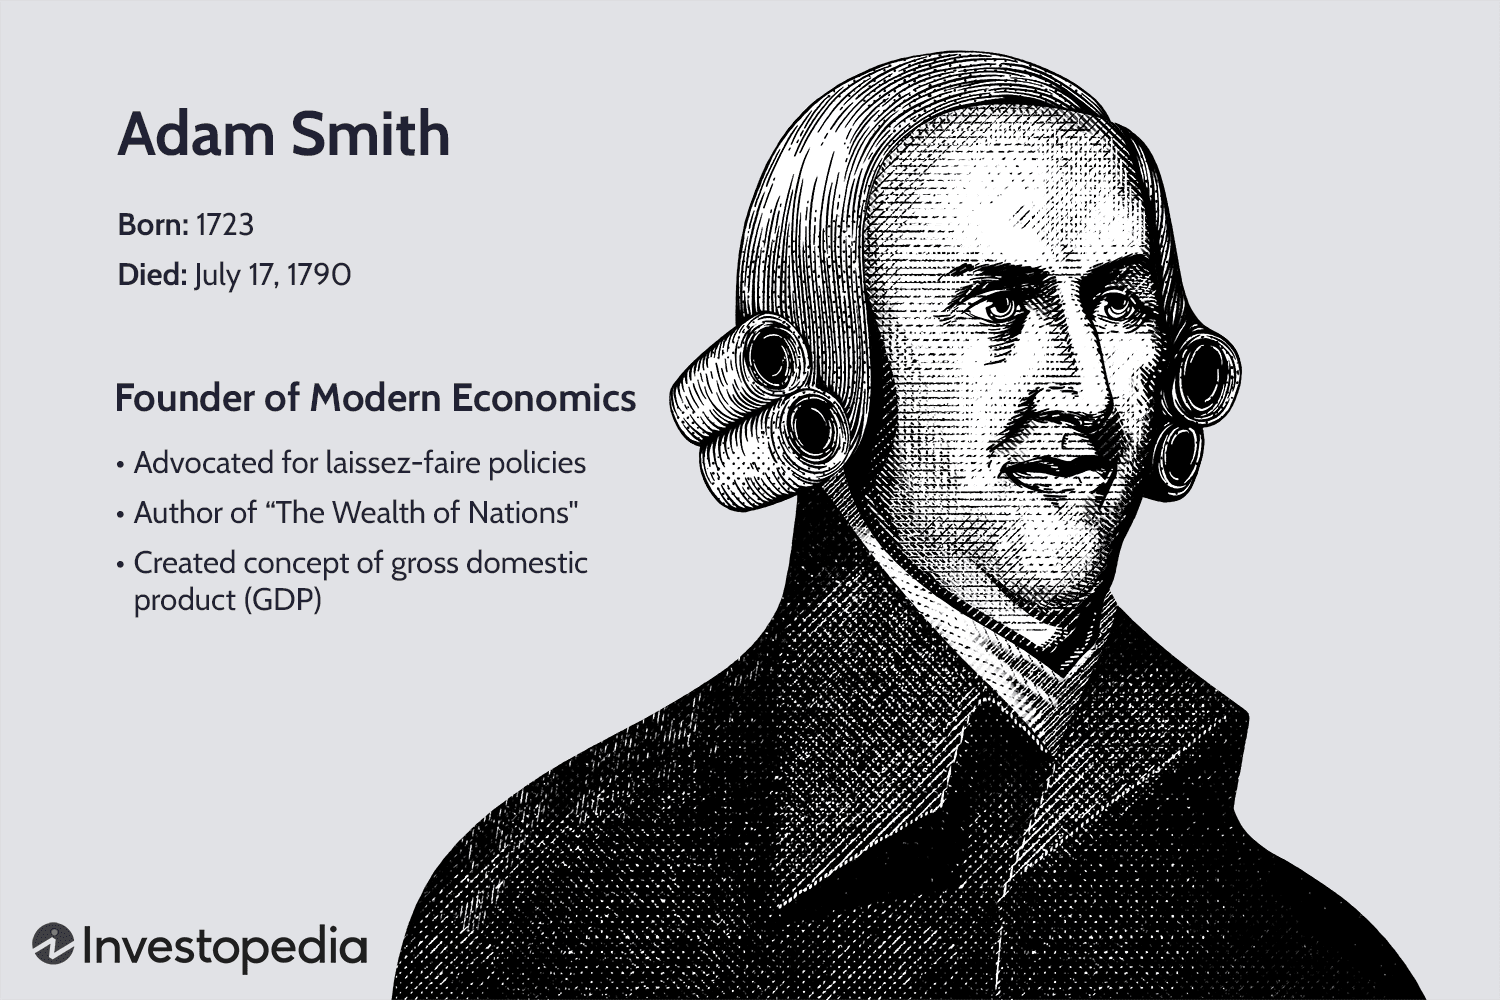 Adam Smith
Born: 1723
Died: July 17, 1790
Founder of Modern Economics
• Advocated for laissez-faire policies
• Author of “The Wealth of Nations"
• Created concept of gross domestic
product (GDP)
Investopedia